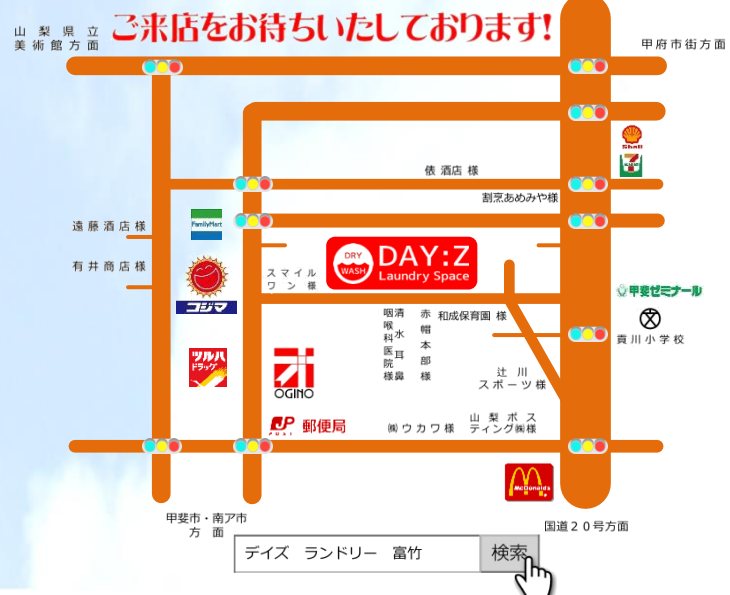 ご来店をお待ちいたしております!
山梨県立
美術館方面
甲府市街方面
Shell
7
俵酒店様
割烹あめみや様
遠藤酒店様
FamilyMart
DRY
WASH
DAY:Z
Laundry Space
有井商店様
スマイル
ワン様
コジマ
甲斐ゼミナール
文
貢川小学校
清水耳鼻
咽喉科医院様
赤帽本部様
和成保育園様
ツルハ
ドラッグ
OGINO
辻川
スポーツ様
JP
POST
郵便局
㈱ウカワ様
山梨ポス
ティング㈱様
McDonald's
甲斐市・南ア市
方面
国道20号方面
デイズ ランドリー 富竹
検索